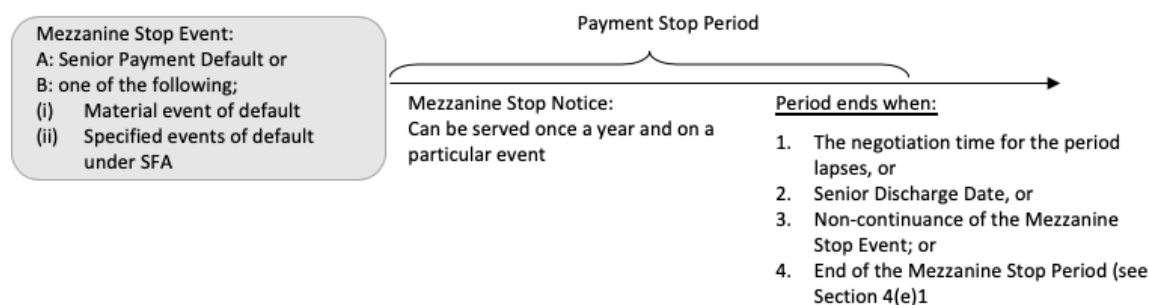 Payment Stop Period
Mezzanine Stop Event:
A: Senior Payment Default or
B: one of the following;
(i) Material event of default
(ii) Specified events of default
under SFA
Mezzanine Stop Notice:
Can be served once a year and on a
particular event
Period ends when:
1. The negotiation time for the period
lapses, or
2. Senior Discharge Date, or
3. Non-continuance of the Mezzanine
Stop Event; or
4. End of the Mezzanine Stop Period (see
Section 4(e)1